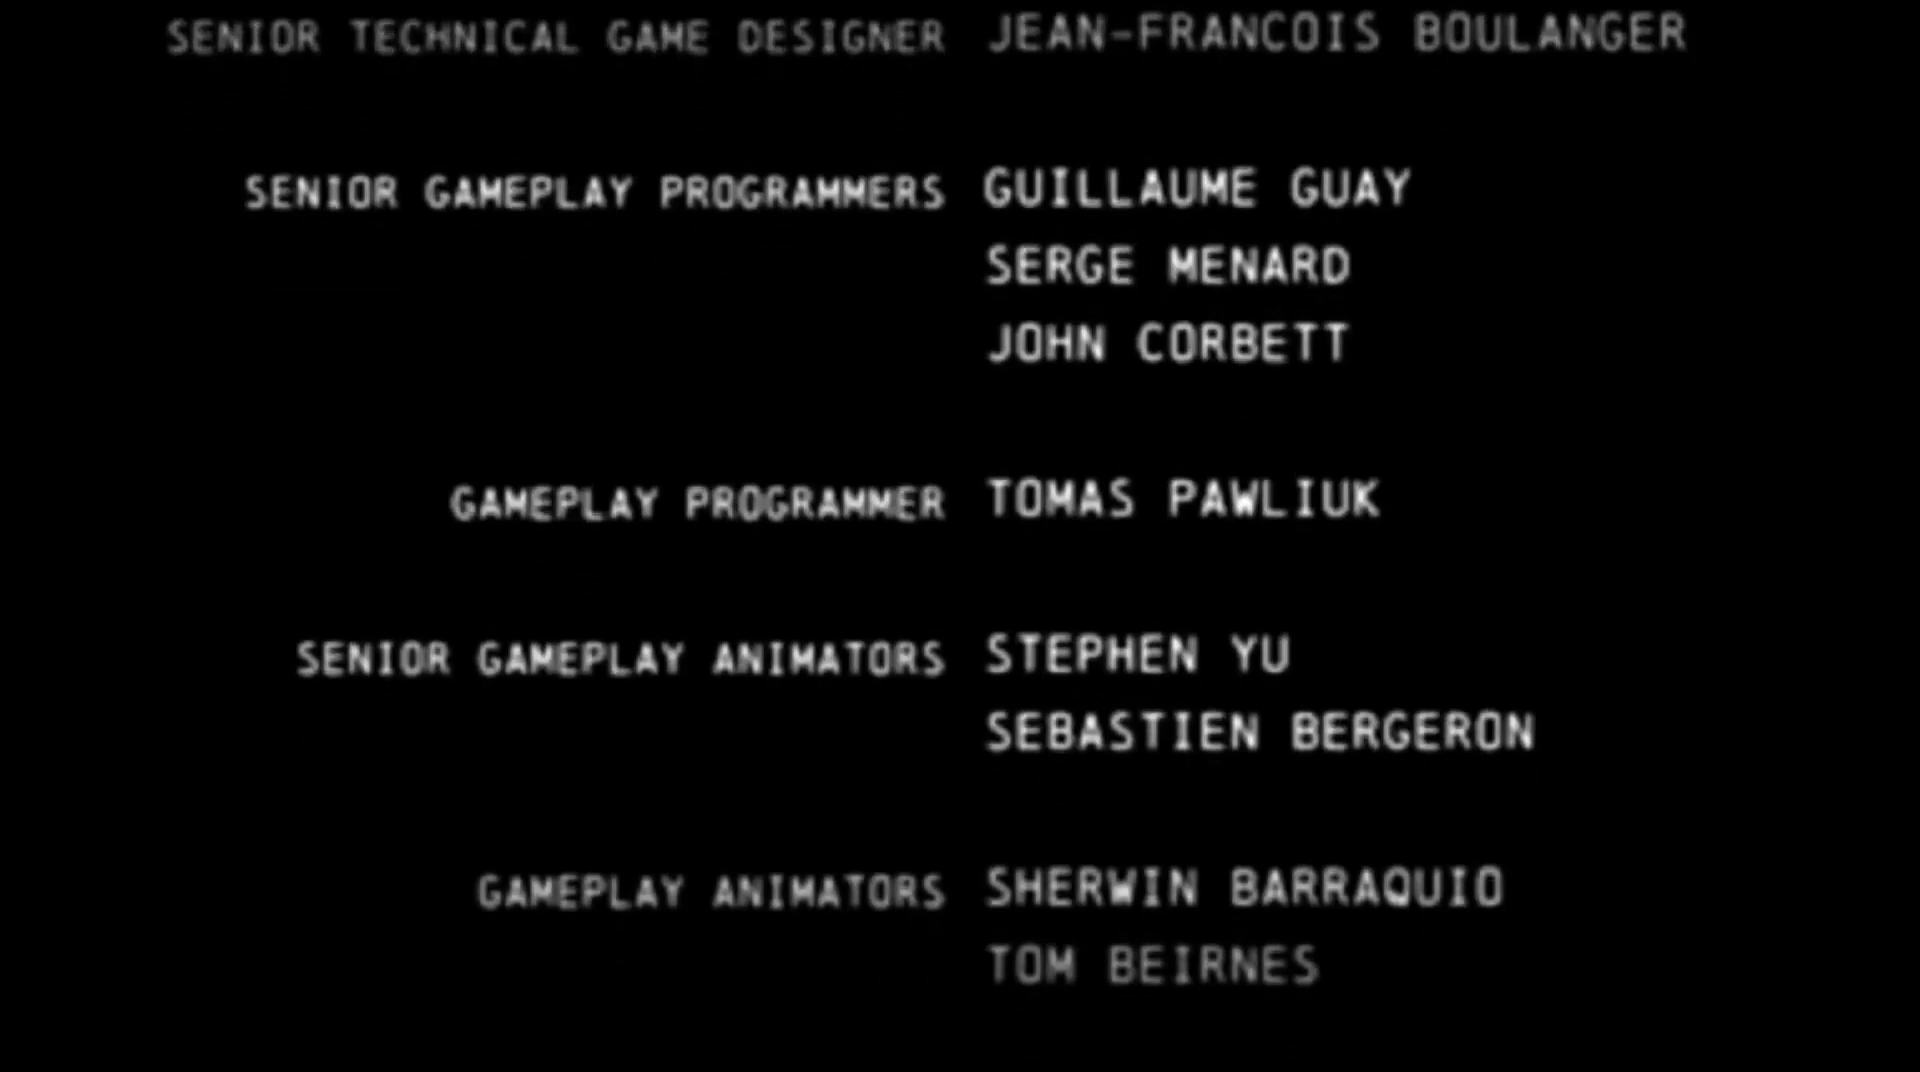 SENIOR TECHNICAL GAME DESIGNER JEAN-FRANCOIS BOULANGER
SENIOR GAMEPLAY PROGRAMMERS GUILLAUME GUAY
SERGE MENARD
JOHN CORBETT
GAMEPLAY PROGRAMMER TOMAS PAWLIUK
SENIOR GAMEPLAY ANIMATORS STEPHEN YU
SEBASTIEN BERGERON
GAMEPLAY ANIMATORS SHERWIN BARRAQUIO
TOM BEIRNES